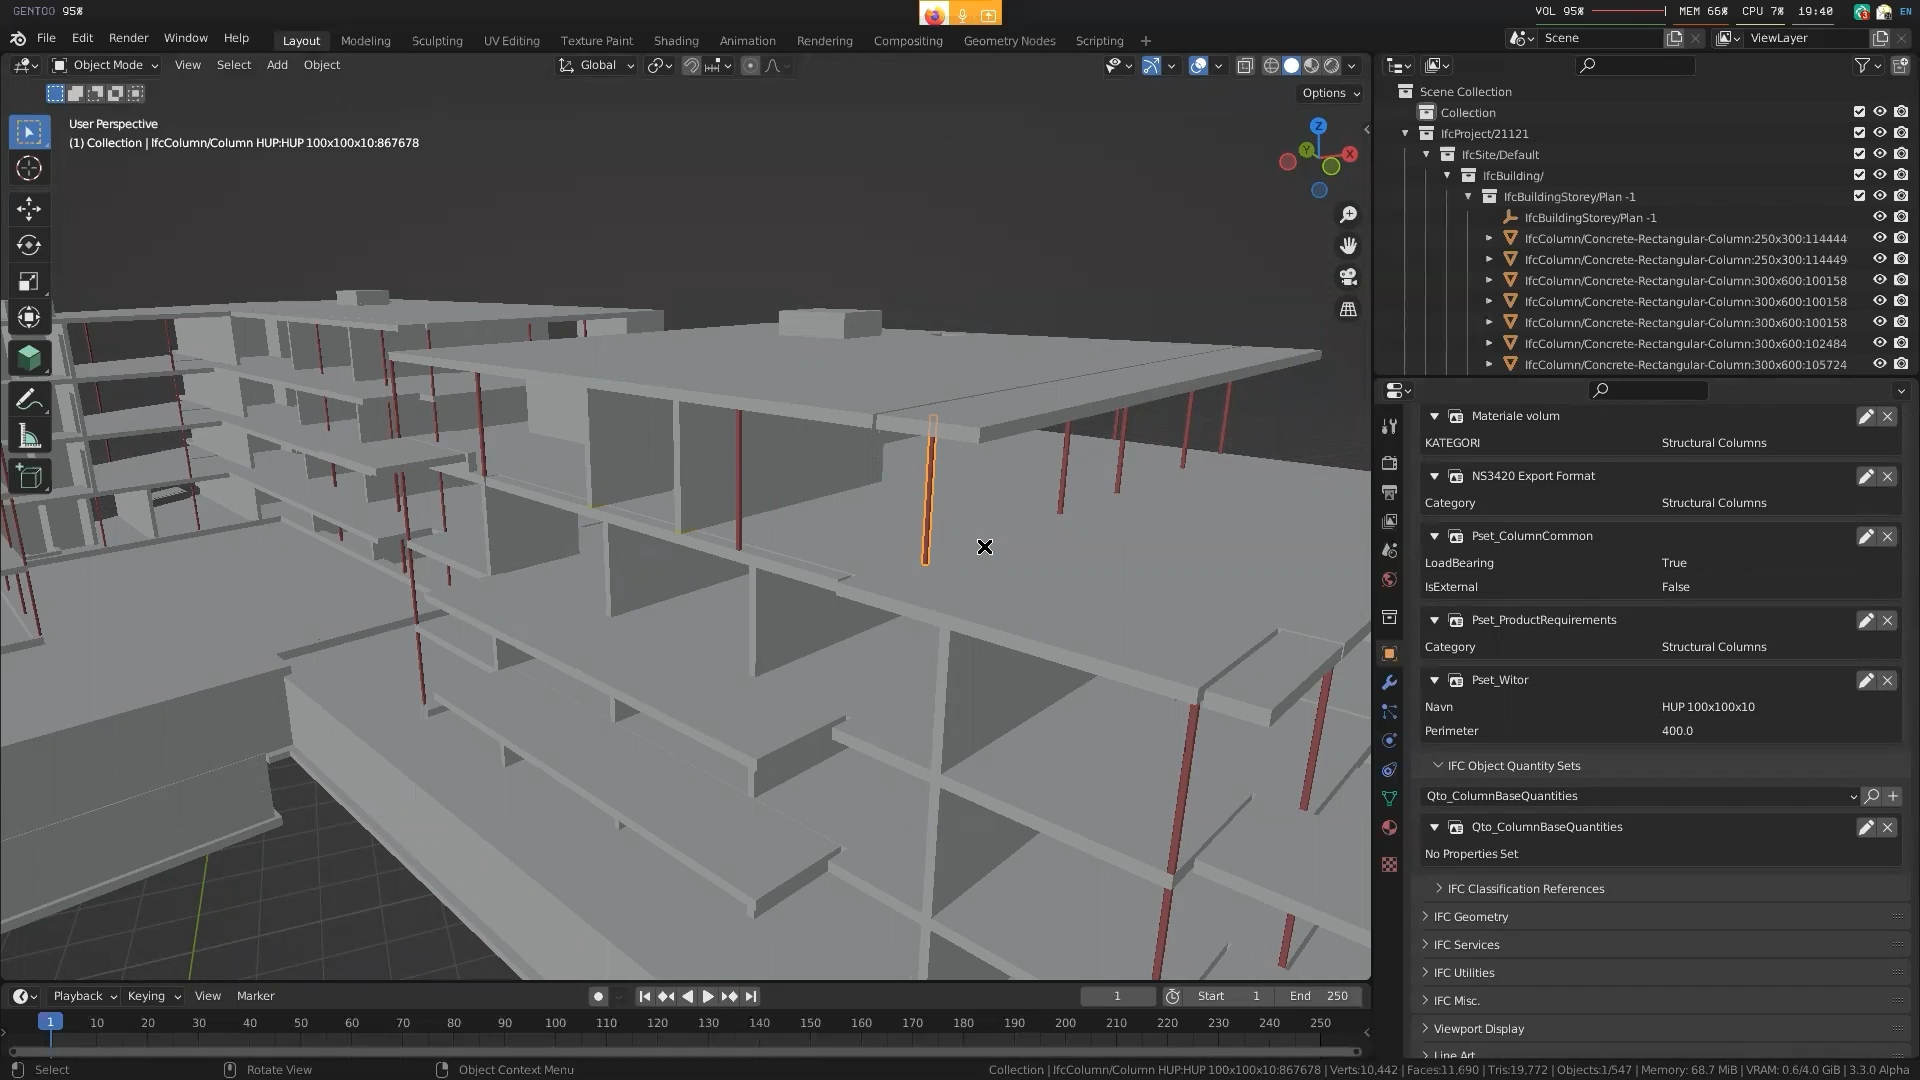 GENTOO 95%
VOL 95% MEM 66% CPU 7% 19:40 3 EN
File Edit Render Window Help
Layout Modeling Sculpting UV Editing Texture Paint Shading Animation Rendering Compositing Geometry Nodes Scripting +
Scene ViewLayer
Object Mode View Select Add Object Global
Options
User Perspective
(1) Collection | IfcColumn/Column HUP:HUP 100x100x10:867678
Z
Y X
Scene Collection
Collection
IfcProject/21121
IfcSite/Default
IfcBuilding/
IfcBuildingStorey/Plan -1
IfcBuildingStorey/Plan -1
IfcColumn/Concrete-Rectangular-Column:250x300:114444
IfcColumn/Concrete-Rectangular-Column:250x300:114449
IfcColumn/Concrete-Rectangular-Column:300x600:100158
IfcColumn/Concrete-Rectangular-Column:300x600:100158
IfcColumn/Concrete-Rectangular-Column:300x600:100158
IfcColumn/Concrete-Rectangular-Column:300x600:102484
IfcColumn/Concrete-Rectangular-Column:300x600:105724
Materiale volum
KATEGORI Structural Columns
NS3420 Export Format
Category Structural Columns
Pset_ColumnCommon
LoadBearing True
IsExternal False
Pset_ProductRequirements
Category Structural Columns
Pset_Witor
Navn HUP 100x100x10
Perimeter 400.0
IFC Object Quantity Sets
Qto_ColumnBaseQuantities
Qto_ColumnBaseQuantities
No Properties Set
IFC Classification References
IFC Geometry
IFC Services
IFC Utilities
IFC Misc.
Viewport Display
Line Art
Playback Keying View Marker
1 Start 1 End 250
1 10 20 30 40 50 60 70 80 90 100 110 120 130 140 150 160 170 180 190 200 210 220 230 240 250
Select Rotate View Object Context Menu
Collection | IfcColumn/Column HUP:HUP 100x100x10:867678 | Verts:10,442 | Faces:11,690 | Tris:19,772 | Objects:1/547 | Memory: 68.7 MiB | VRAM: 0.6/4.0 GiB | 3.3.0 Alpha